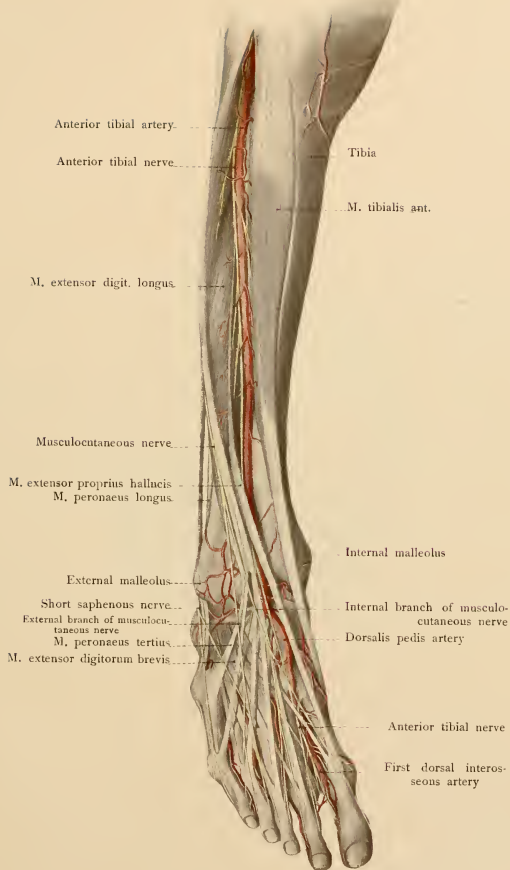 Anterior tibial artery
Anterior tibial nerve
Tibia
M. tibialis ant.
M. extensor digit. longus
Musculocutaneous nerve
M. extensor proprius hallucis
M. peronaeus longus
External malleolus
Short saphenous nerve
External branch of musculocu-
taneous nerve
M. peronaeus tertius
M. extensor digitorum brevis
Internal malleolus
Internal branch of musculo-
cutaneous nerve
Dorsalis pedis artery
Anterior tibial nerve
First dorsal interos-
seous artery